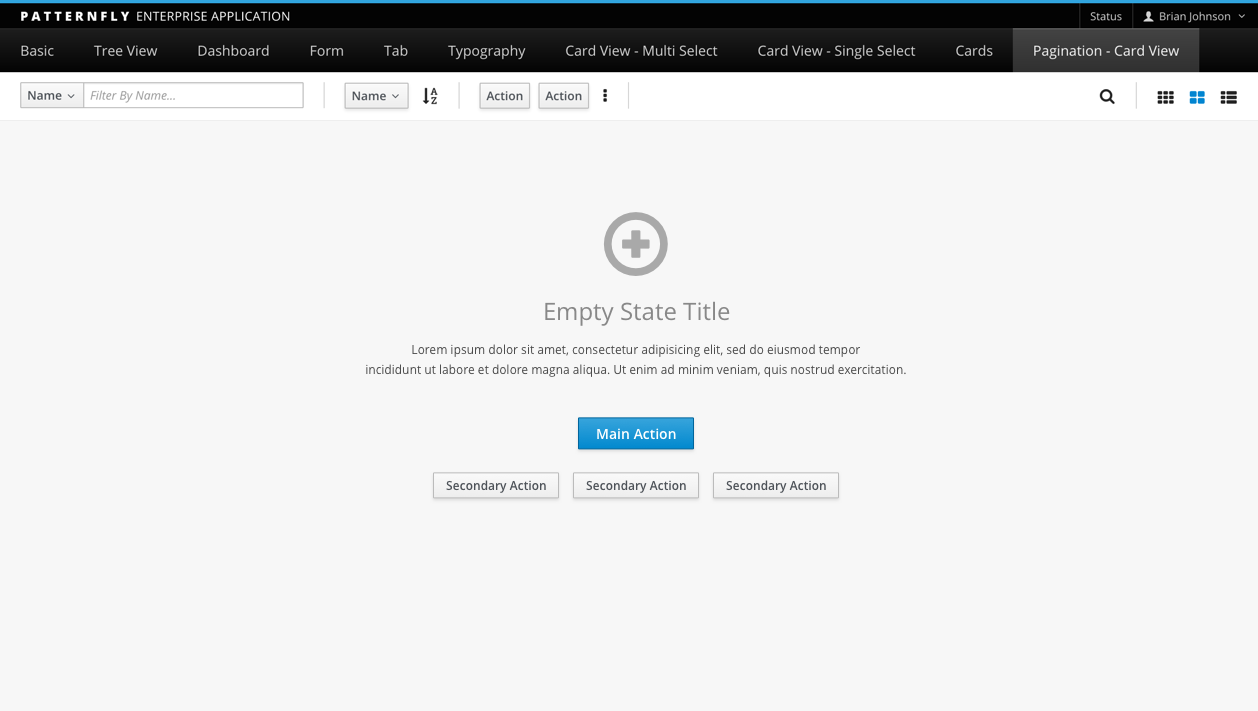 PATTERNFLY ENTERPRISE APPLICATION
Status
Brian Johnson
Basic Tree View Dashboard Form Tab Typography Card View - Multi Select Card View - Single Select Cards Pagination - Card View
Name Filter By Name... Name A Z Action Action
Empty State Title
Lorem ipsum dolor sit amet, consectetur adipisicing elit, sed do eiusmod tempor
incididunt ut labore et dolore magna aliqua. Ut enim ad minim veniam, quis nostrud exercitation.
Main Action
Secondary Action Secondary Action Secondary Action